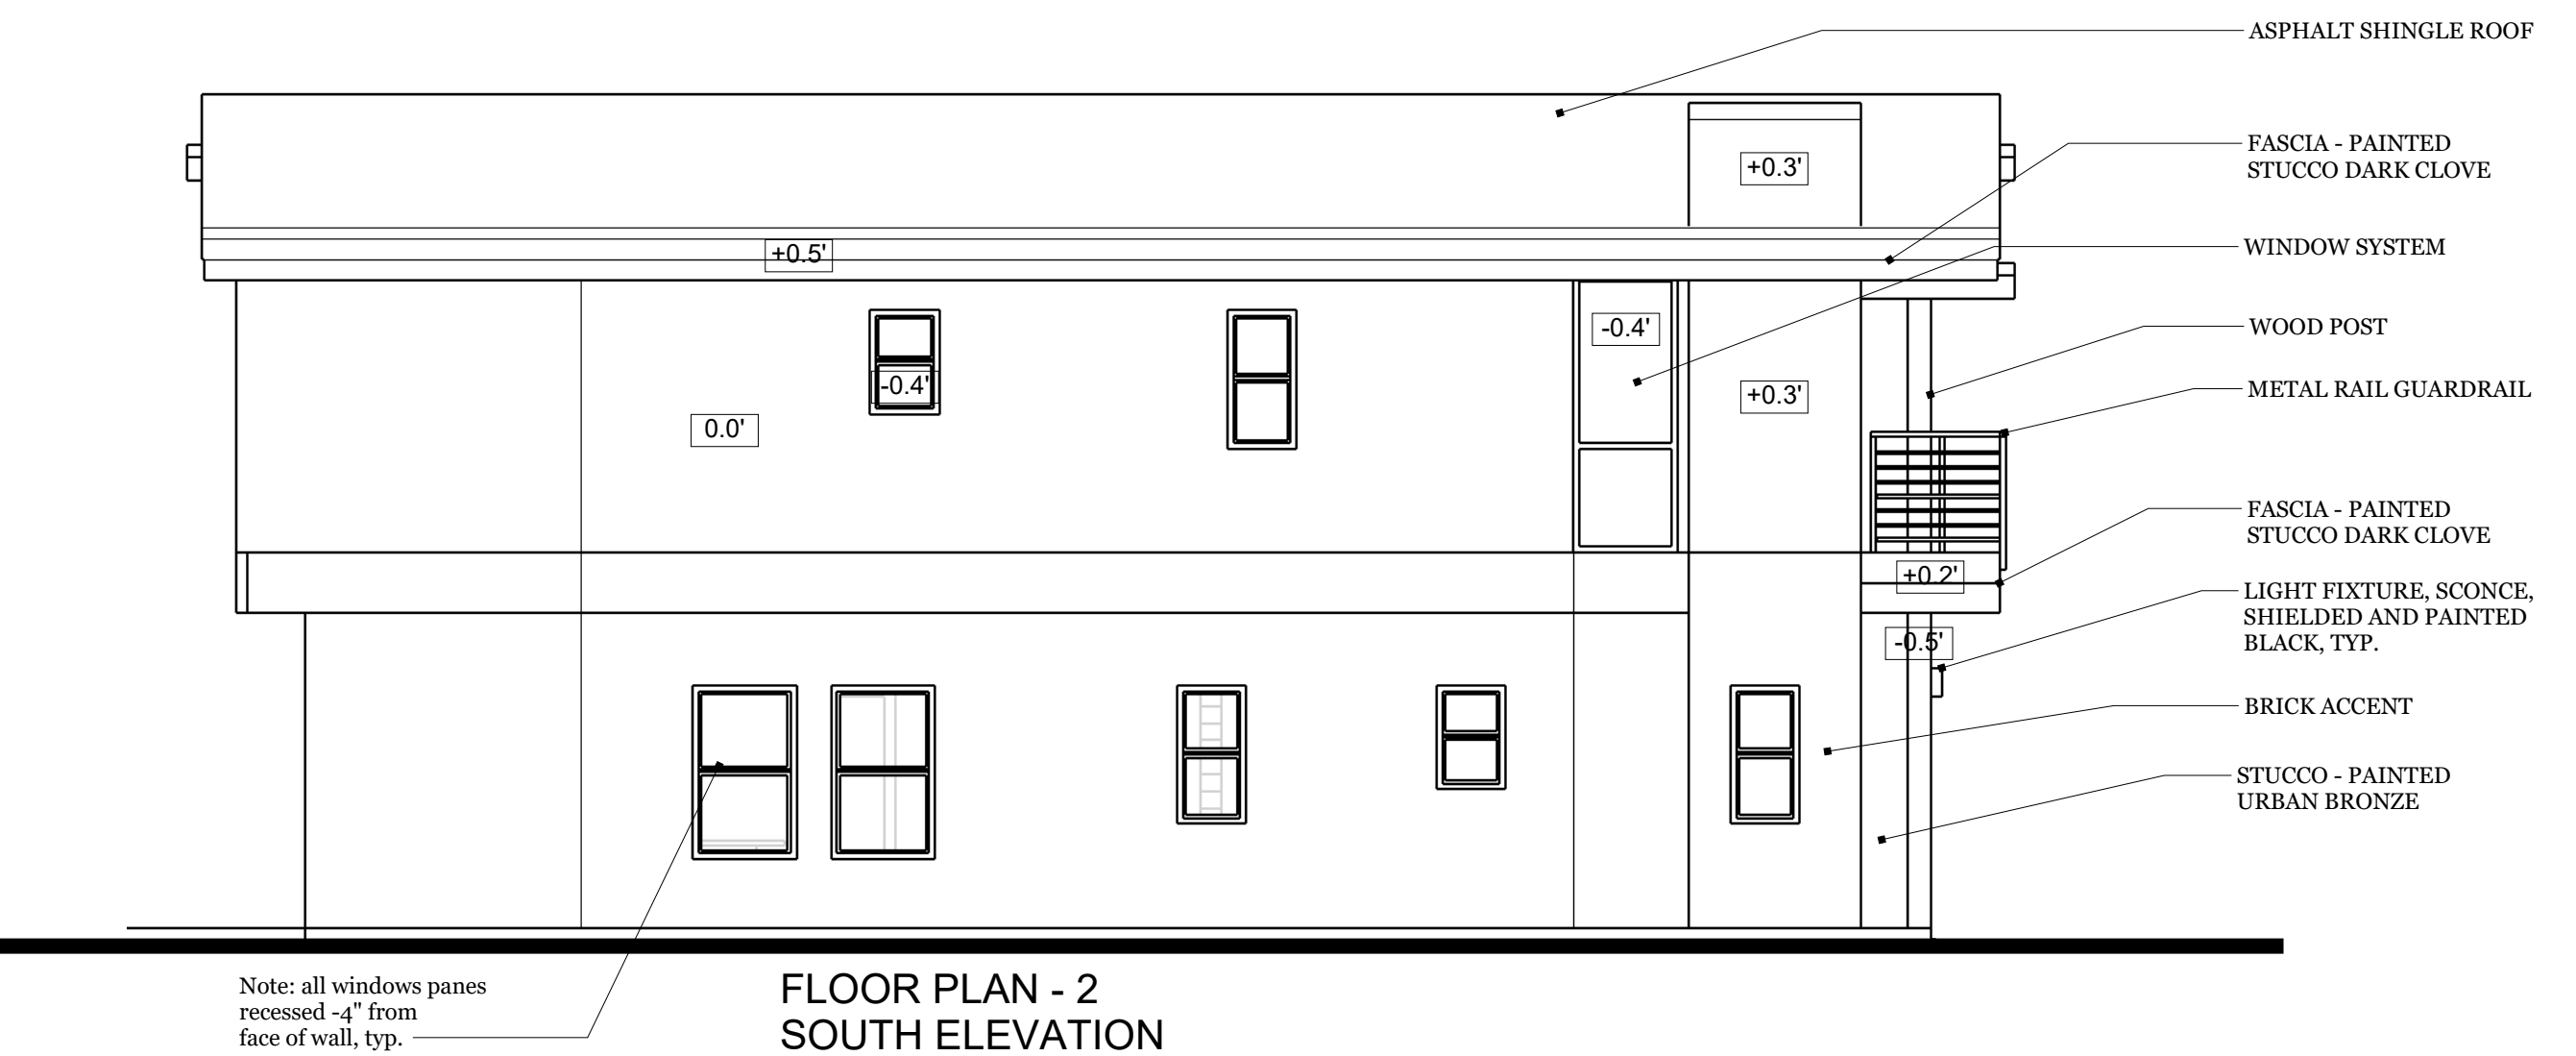 ASPHALT SHINGLE ROOF
FASCIA - PAINTED
STUCCO DARK CLOVE
+0.3'
WINDOW SYSTEM
+0.5'
WOOD POST
-0.4'
METAL RAIL GUARDRAIL
-0.4'
+0.3'
0.0'
FASCIA - PAINTED
STUCCO DARK CLOVE
+0.2'
LIGHT FIXTURE, SCONCE,
SHIELDED AND PAINTED
BLACK, TYP.
-0.5'
BRICK ACCENT
STUCCO - PAINTED
URBAN BRONZE
Note: all windows panes
recessed -4" from
face of wall, typ.
FLOOR PLAN - 2
SOUTH ELEVATION